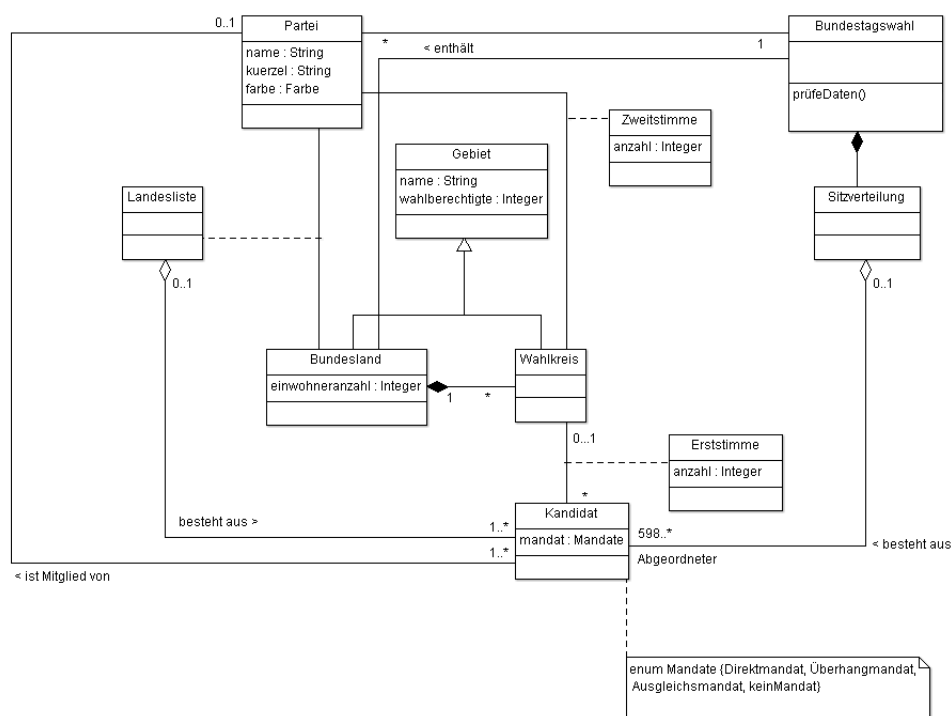 0..1
Partei
name : String
kuerzel : String
farbe : Farbe
*
< enthält
1
Bundestagswahl
prüfeDaten()
Zweitstimme
anzahl : Integer
Gebiet
name : String
wahlberechtigte : Integer
Landesliste
0..1
Sitzverteilung
0..1
Bundesland
einwohneranzahl : Integer
1
*
Wahlkreis
0...1
Erststimme
anzahl : Integer
*
Kandidat
mandat : Mandate
besteht aus >
1..*
1..*
598..*
Abgeordneter
< besteht aus
< ist Mitglied von
enum Mandate {Direktmandat, Überhangmandat,
Ausgleichsmandat, keinMandat}